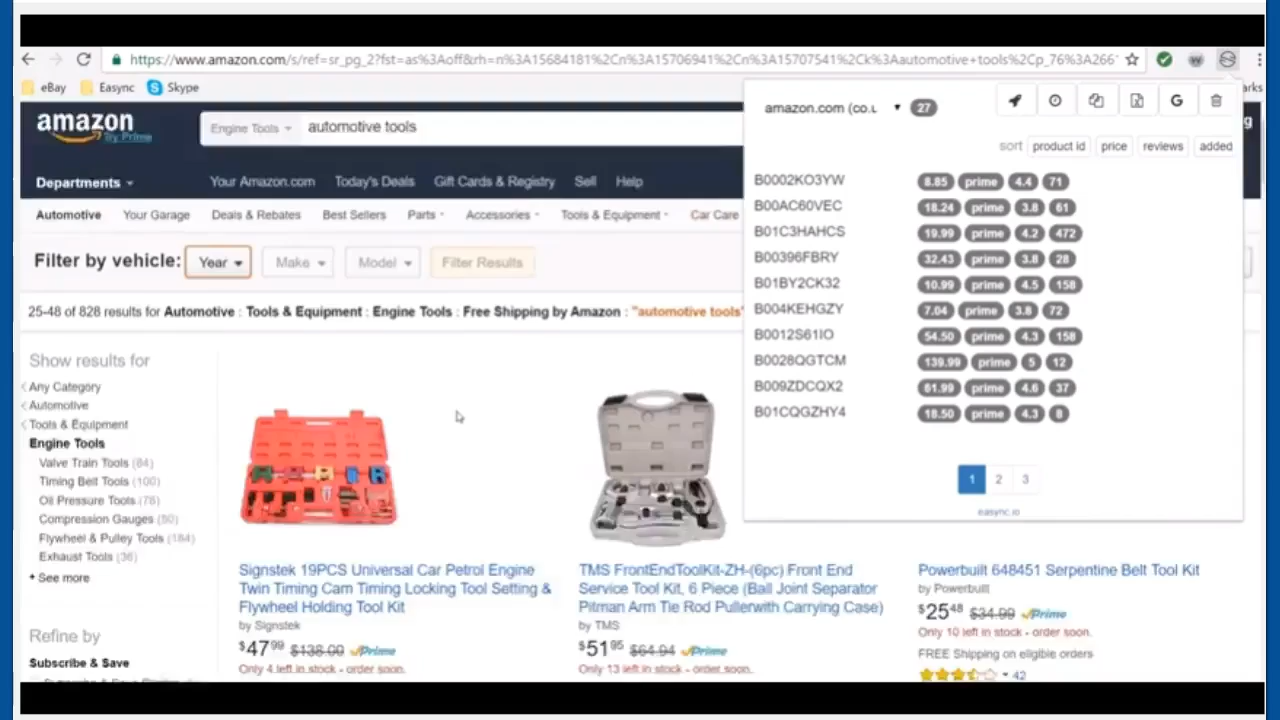 https://www.amazon.com/s/ref=sr_pg_2?fst=as%3Aoff&rh=n%3A15684181%2Cn%3A15706941%2Cn%3A15707541%2Ck%3Aautomotive+tools%2Cp_76%3A266
eBay Easync Skype
amazon.com (co.u 27
amazon
Try Prime
Engine Tools automotive tools
sort product id price reviews added
Departments Your Amazon.com Today's Deals Gift Cards & Registry Sell Help
Automotive Your Garage Deals & Rebates Best Sellers Parts Accessories Tools & Equipment Car Care
Filter by vehicle: Year Make Model Filter Results
25-48 of 828 results for Automotive : Tools & Equipment : Engine Tools : Free Shipping by Amazon : "automotive tools"
B0002KO3YW 8.85 prime 4.4 71
B00AC60VEC 18.24 prime 3.8 61
B01C3HAHCS 19.99 prime 4.2 472
B00396FBRY 32.43 prime 3.8 28
B01BY2CK32 10.99 prime 4.5 158
B004KEHGZY 7.04 prime 3.8 72
B0012S61IO 54.50 prime 4.3 158
B0028QGTCM 139.99 prime 5 12
B009ZDCQX2 61.99 prime 4.6 37
B01CQGZHY4 18.50 prime 4.3 8
1 2 3
easync.io
Show results for
Any Category
Automotive
Tools & Equipment
Engine Tools
Valve Train Tools (84)
Timing Belt Tools (100)
Oil Pressure Tools (78)
Compression Gauges (50)
Flywheel & Pulley Tools (184)
Exhaust Tools (36)
+ See more
Refine by
Subscribe & Save
Signstek 19PCS Universal Car Petrol Engine
Twin Timing Cam Timing Locking Tool Setting &
Flywheel Holding Tool Kit
by Signstek
$47 99 $138.00 Prime
Only 4 left in stock - order soon.
TMS FrontEndToolKit-ZH-(6pc) Front End
Service Tool Kit, 6 Piece (Ball Joint Separator
Pitman Arm Tie Rod Pullerwith Carrying Case)
by TMS
$51 95 $64.94 Prime
Only 13 left in stock - order soon.
Powerbuilt 648451 Serpentine Belt Tool Kit
by Powerbuilt
$25 48 $34.99 Prime
Only 10 left in stock - order soon.
FREE Shipping on eligible orders
42